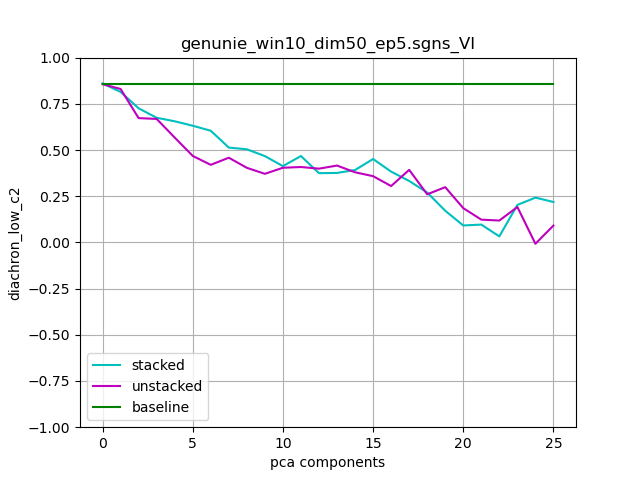 genunie_win10_dim50_ep5.sgns_VI
1.00
0.75
0.50
0.25
0.00
−0.25
−0.50
−0.75
−1.00
diachron_low_c2
stacked
unstacked
baseline
0 5 10 15 20 25
pca components